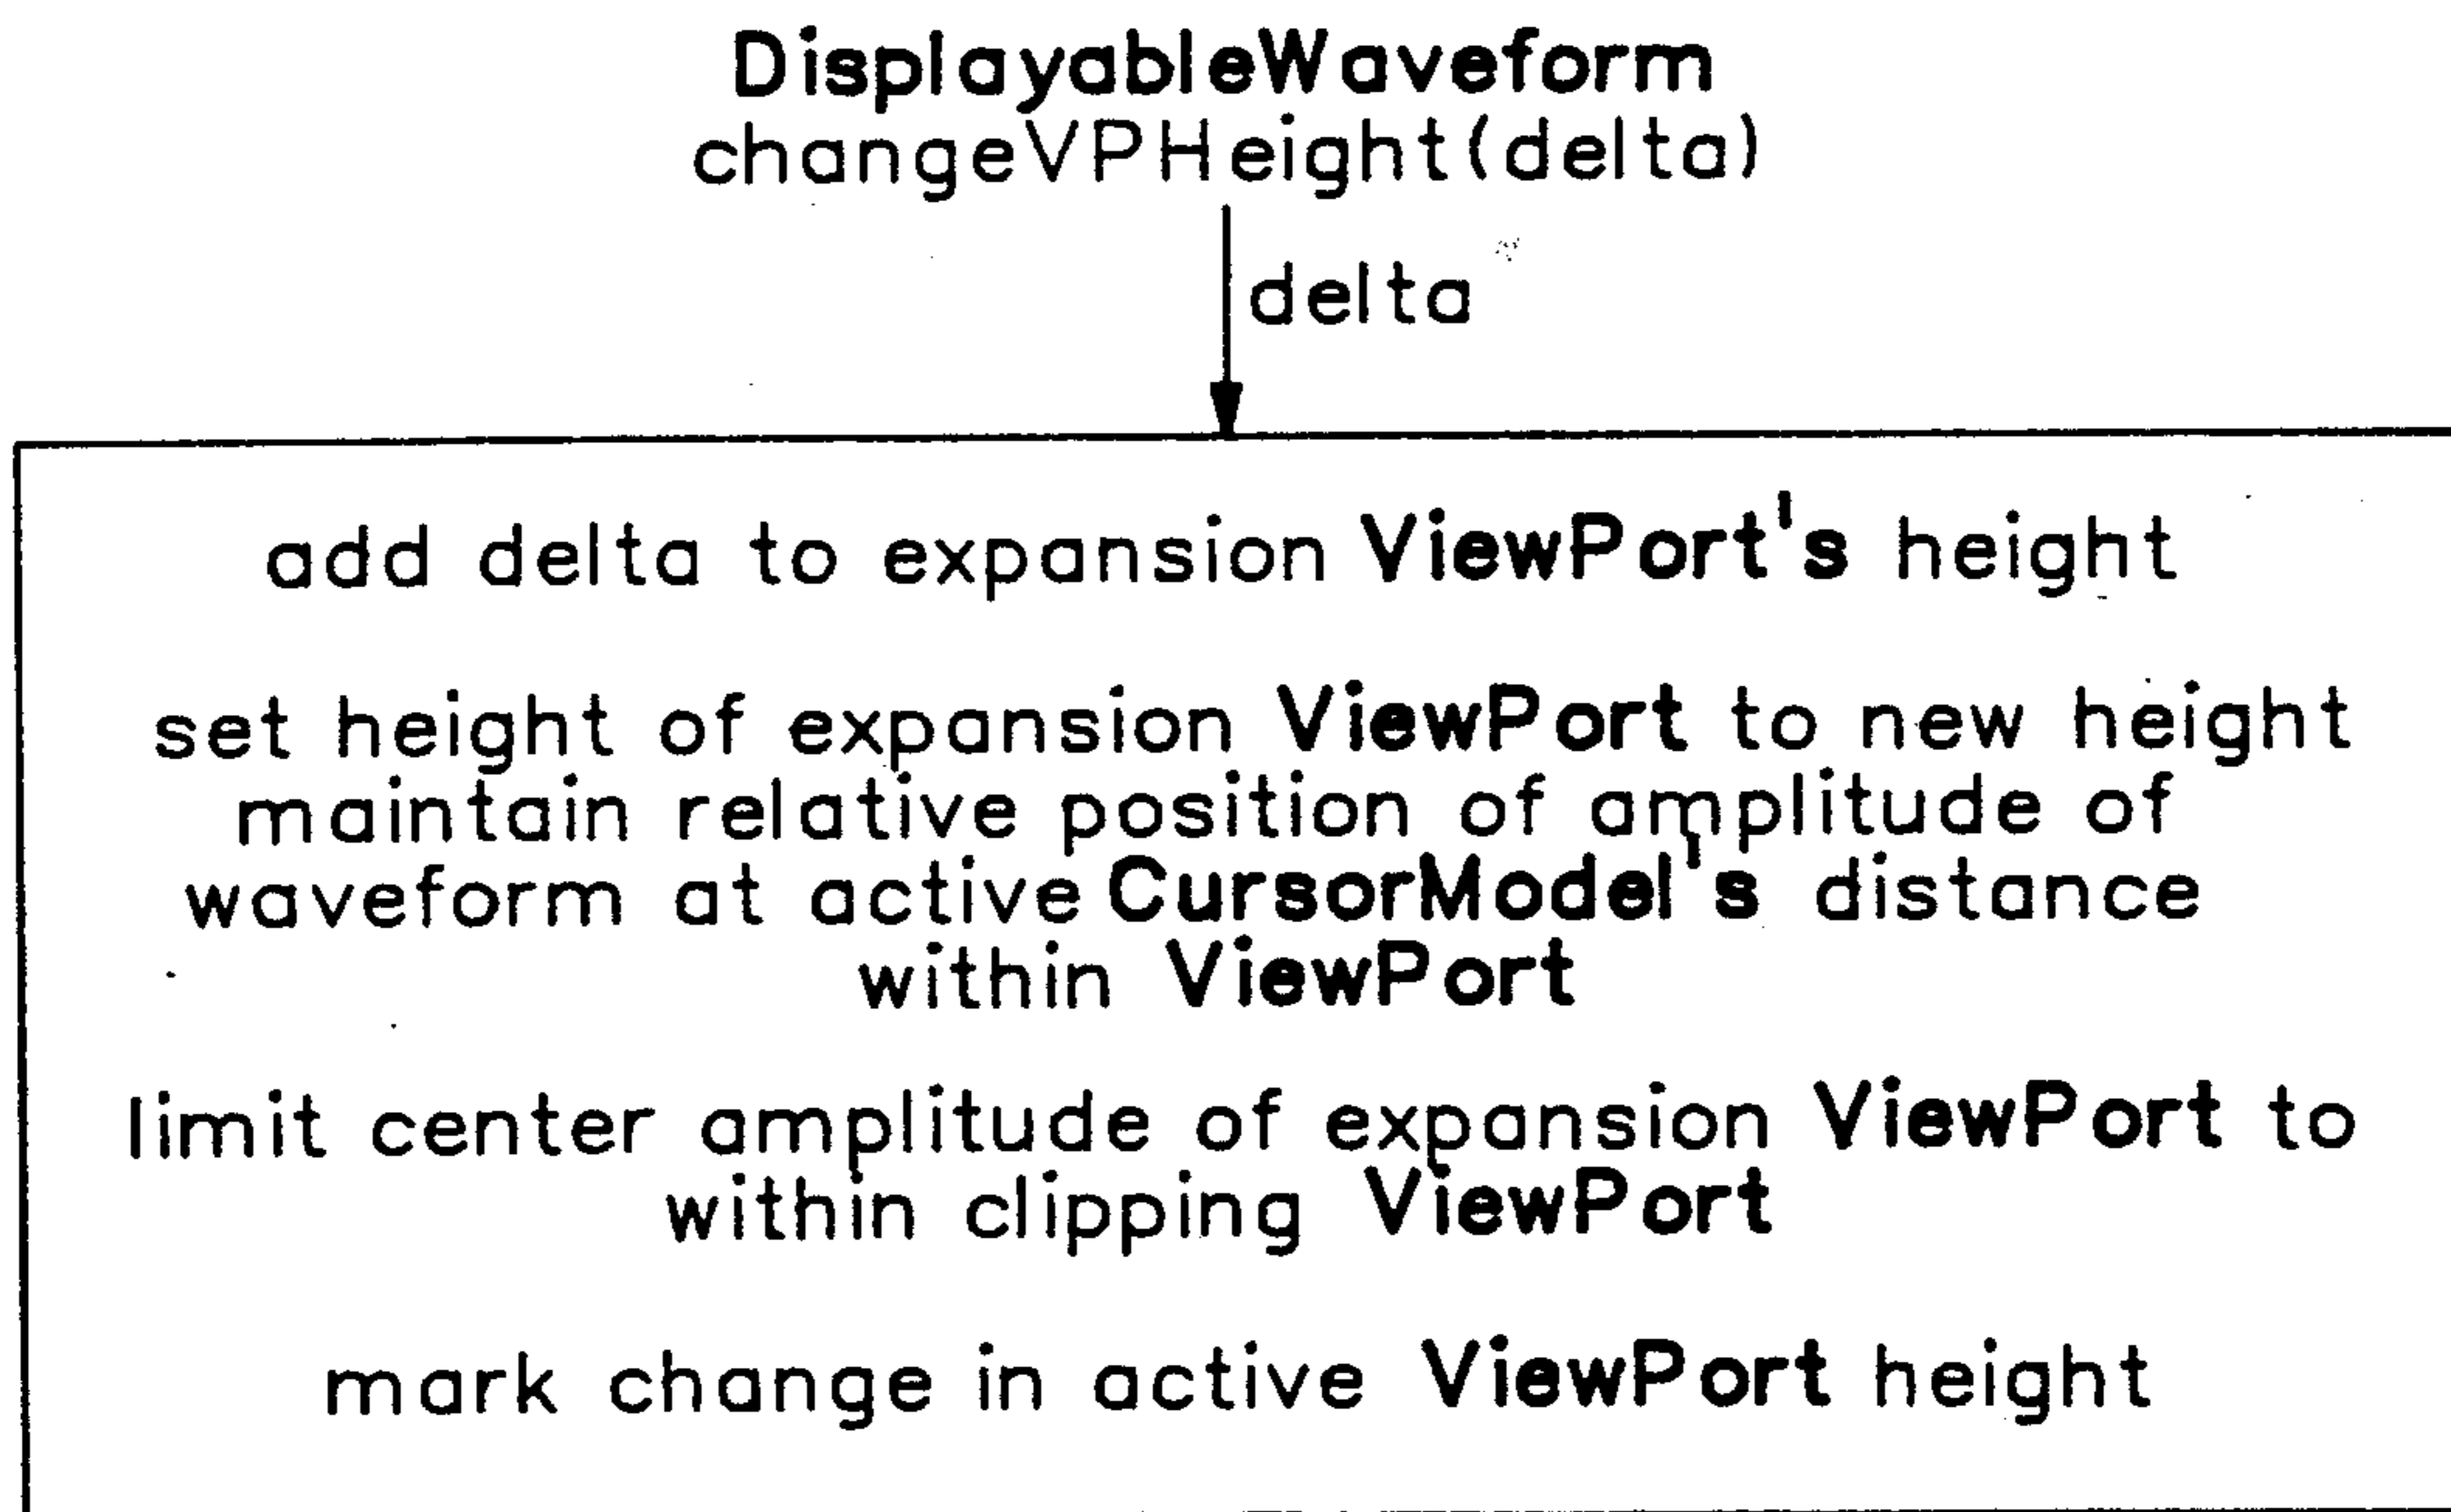 DisplayableWaveform
changeVPHeight(delta)
delta
add delta to expansion ViewPort's height
set height of expansion ViewPort to new height
maintain relative position of amplitude of
waveform at active CursorModel's distance
within ViewPort
limit center amplitude of expansion ViewPort to
within clipping ViewPort
mark change in active ViewPort height